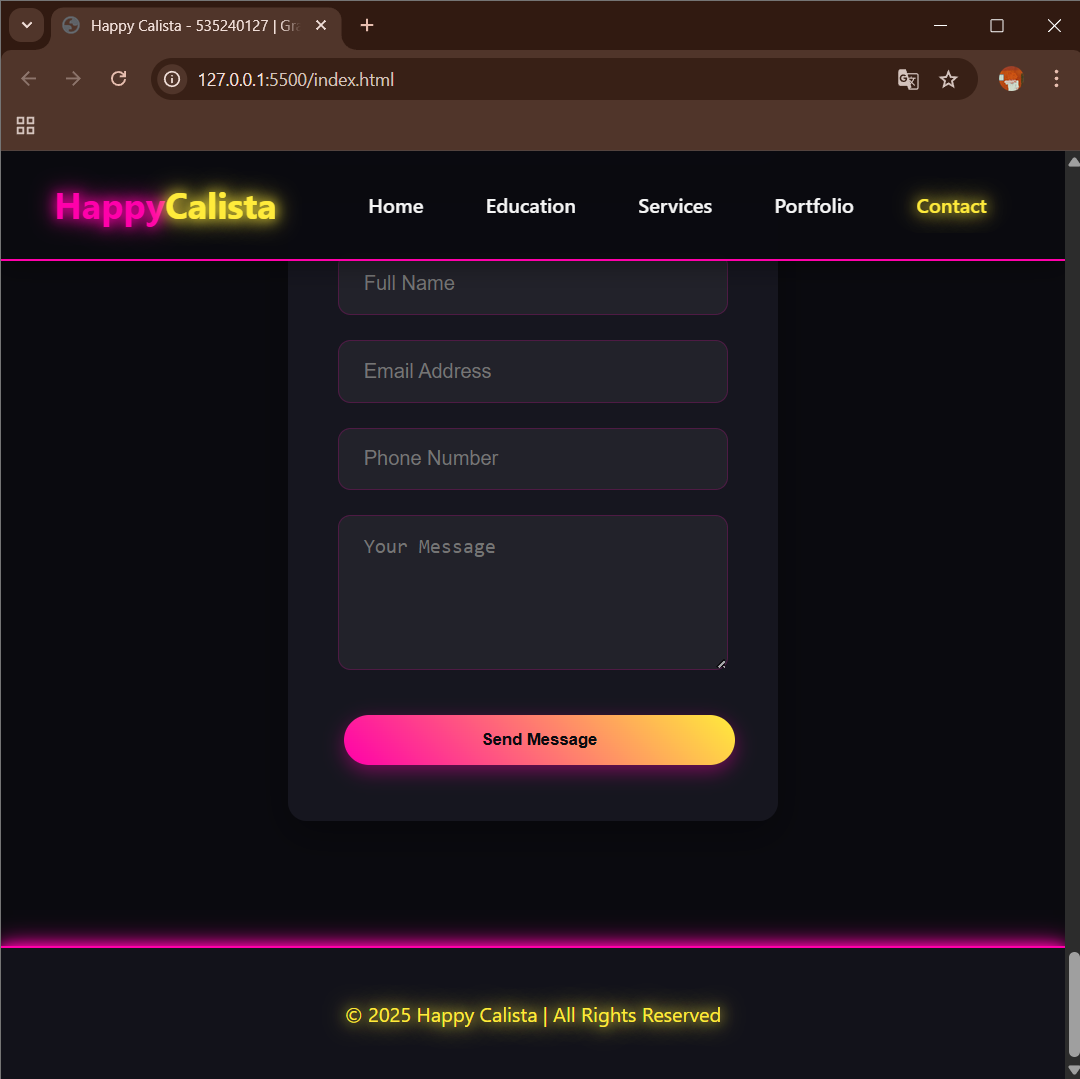 Happy Calista - 535240127 | Gra
127.0.0.1:5500/index.html
HappyCalista
Home Education Services Portfolio Contact
Full Name
Email Address
Phone Number
Your Message
Send Message
© 2025 Happy Calista | All Rights Reserved